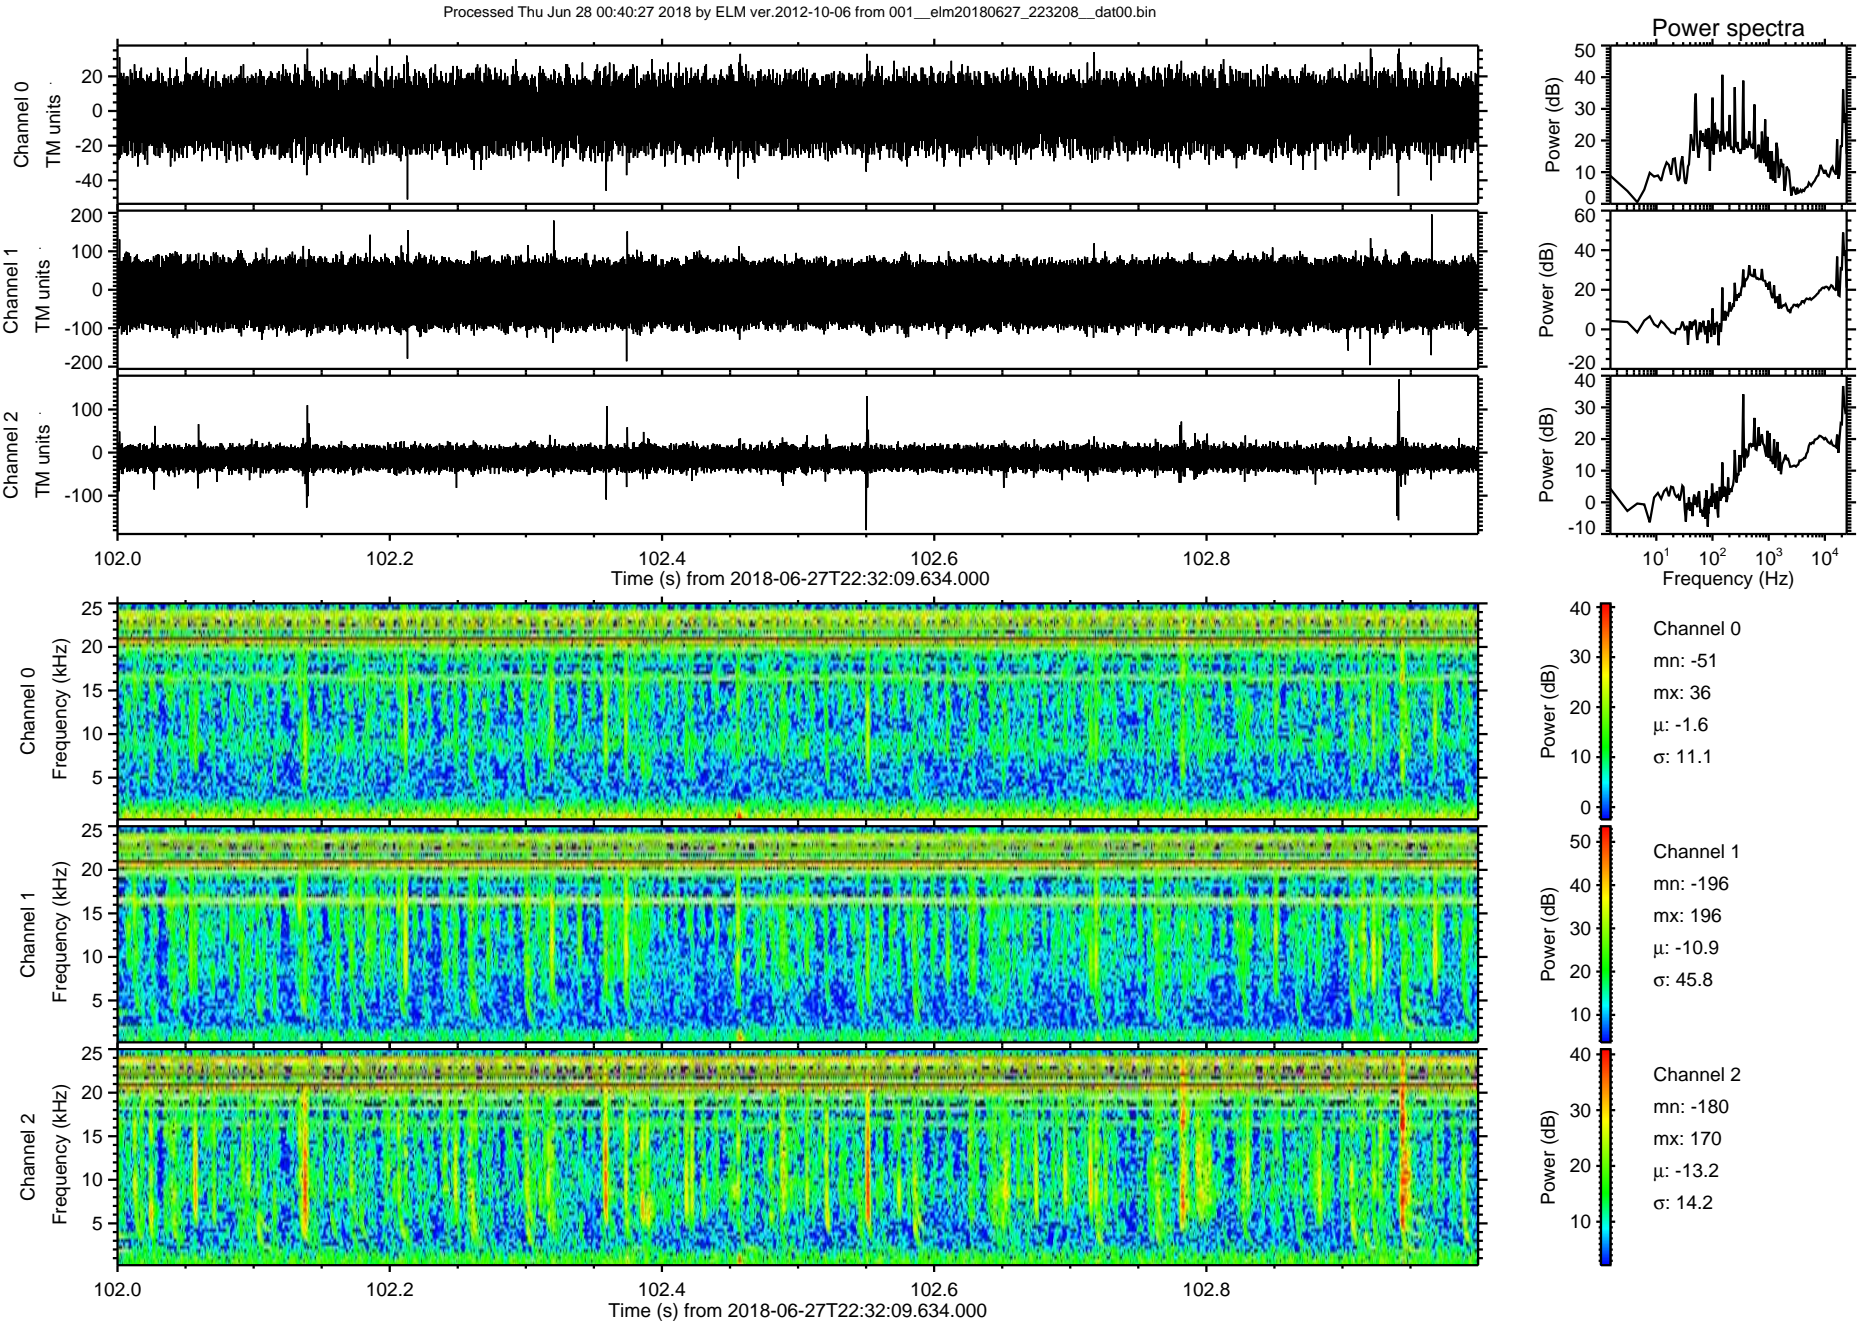 Processed Thu Jun 28 00:40:27 2018 by ELM ver.2012-10-06 from 001__elm20180627_223208__dat00.bin
Power spectra
Channel 0
TM units
20
0
-20
-40
Power (dB)
50
40
30
20
10
0
Channel 1
TM units
200
100
0
-100
-200
Power (dB)
60
40
20
0
-20
Channel 2
TM units
100
0
-100
Power (dB)
40
30
20
10
0
-10
102.0 102.2 102.4 102.6 102.8
Time (s) from 2018-06-27T22:32:09.634.000
10^1 10^2 10^3 10^4
Frequency (Hz)
Channel 0
Frequency (kHz)
25
20
15
10
5
Power (dB)
40
30
20
10
0
Channel 0
mn: -51
mx: 36
μ: -1.6
σ: 11.1
Channel 1
Frequency (kHz)
25
20
15
10
5
Power (dB)
50
40
30
20
10
Channel 1
mn: -196
mx: 196
μ: -10.9
σ: 45.8
Channel 2
Frequency (kHz)
25
20
15
10
5
Power (dB)
40
30
20
10
Channel 2
mn: -180
mx: 170
μ: -13.2
σ: 14.2
102.0 102.2 102.4 102.6 102.8
Time (s) from 2018-06-27T22:32:09.634.000